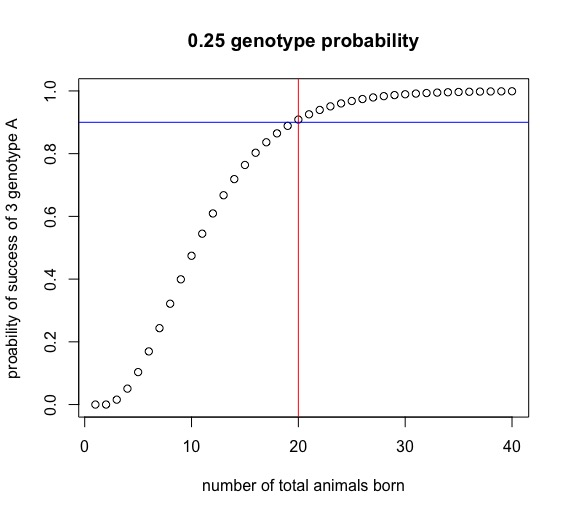 0.25 genotype probability
proability of success of 3 genotype A
1.0
0.8
0.6
0.4
0.2
0.0
0 10 20 30 40
number of total animals born